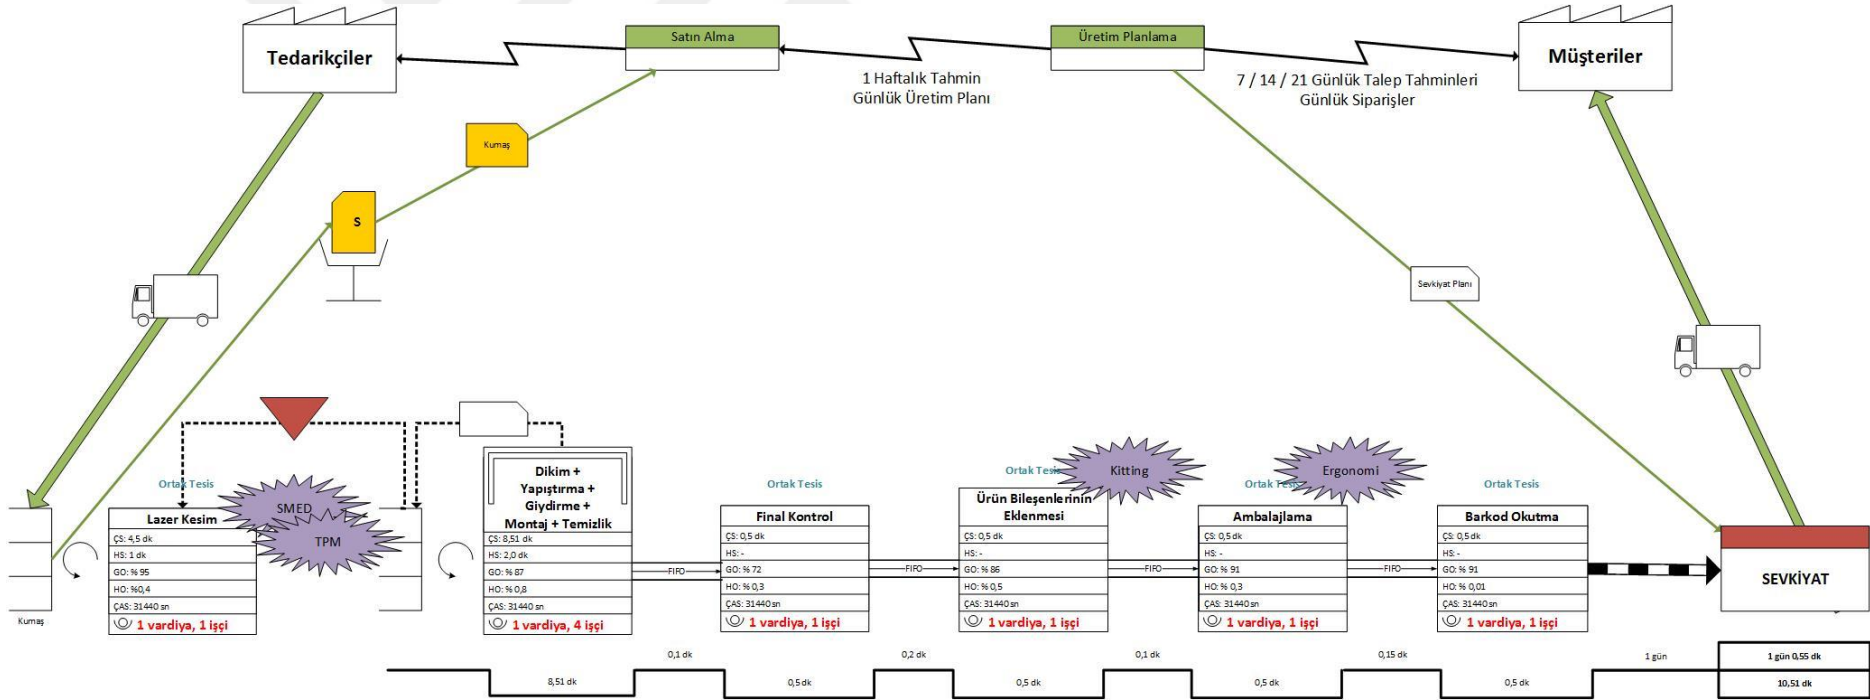 Tedarikçiler
Satın Alma
1 Haftalık Tahmin
Günlük Üretim Planı
Üretim Planlama
7 / 14 / 21 Günlük Talep Tahminleri
Günlük Siparişler
Müşteriler
Kumaş
S
Sevkiyat Planı
Kumaş
Ortak Tesis
SMED
TPM
Lazer Kesim
ÇS: 4,5 dk
HS: 1 dk
GO: % 95
HO: %0,4
ÇAS: 31440 sn
1 vardiya, 1 işçi
Dikim +
Yapıştırma +
Giydirme +
Montaj + Temizlik
ÇS: 8,51 dk
HS: 2,0 dk
GO: % 87
HO: % 0,8
ÇAS: 31440 sn
1 vardiya, 4 işçi
FIFO
Ortak Tesis
Final Kontrol
ÇS: 0,5 dk
HS: -
GO: % 72
HO: % 0,3
ÇAS: 31440 sn
1 vardiya, 1 işçi
FIFO
Ortak Tesis
Kitting
Ürün Bileşenlerinin
Eklenmesi
ÇS: 0,5 dk
HS: -
GO: % 86
HO: % 0,5
ÇAS: 31440 sn
1 vardiya, 1 işçi
FIFO
Ortak Tesis
Ergonomi
Ambalajlama
ÇS: 0,5 dk
HS: -
GO: % 91
HO: % 0,3
ÇAS: 31440 sn
1 vardiya, 1 işçi
FIFO
Ortak Tesis
Barkod Okutma
ÇS: 0,5 dk
HS: -
GO: % 91
HO: % 0,01
ÇAS: 31440 sn
1 vardiya, 1 işçi
SEVKİYAT
8,51 dk
0,1 dk
0,5 dk
0,2 dk
0,5 dk
0,1 dk
0,5 dk
0,15 dk
0,5 dk
1 gün
1 gün 0,55 dk
10,51 dk